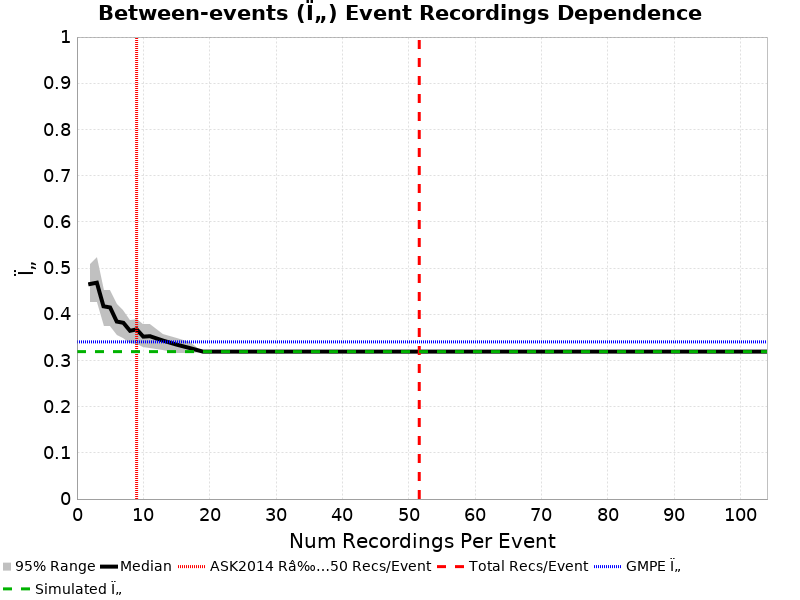 Between-events (Ï„) Event Recordings Dependence
1
0.9
0.8
0.7
0.6
0.5
0.4
0.3
0.2
0.1
0
Ï„
0 10 20 30 40 50 60 70 80 90 100
Num Recordings Per Event
95% Range Median ASK2014 Râ‰…50 Recs/Event Total Recs/Event GMPE Ï„
Simulated Ï„